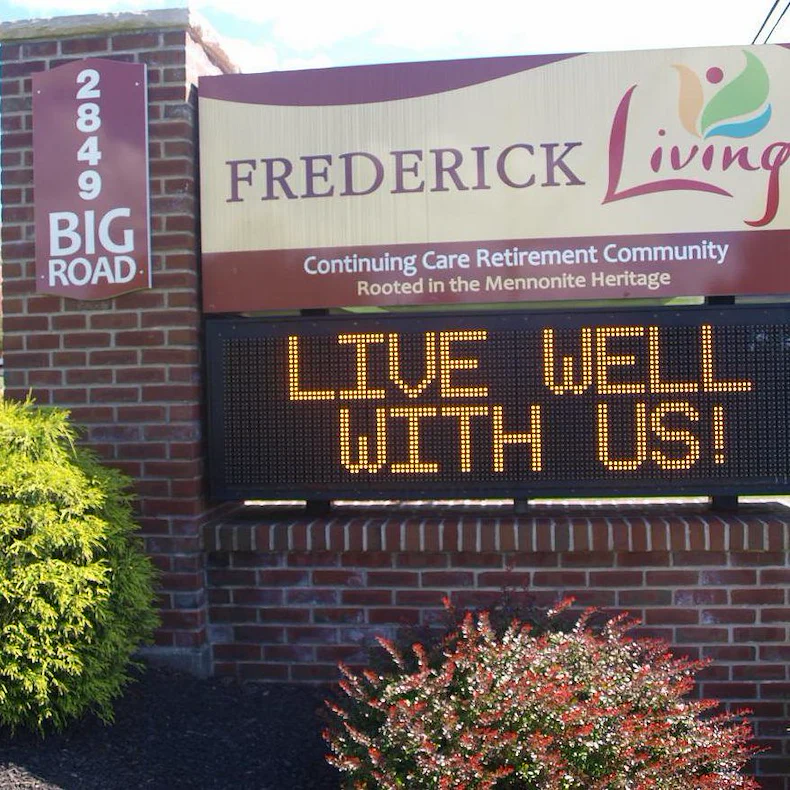 2849
BIG
ROAD
FREDERICK Living
Continuing Care Retirement Community
Rooted in the Mennonite Heritage
LIVE WELL
WITH US!